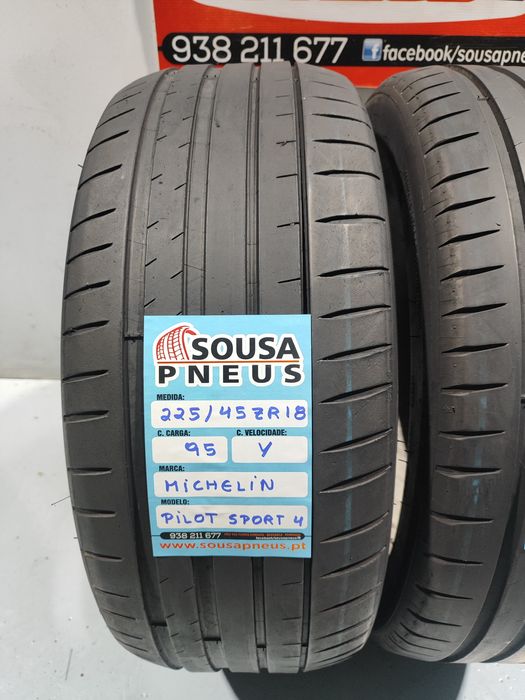 938 211 677 facebook/sousapne
SOUSA
PNEUS
MEDIDA:
225/45ZR18
C. CARGA: C. VELOCIDADE:
95 Y
MARCA:
MICHELIN
MODELO:
PILOT SPORT 4
938 211 677
www.sousapneus.pt